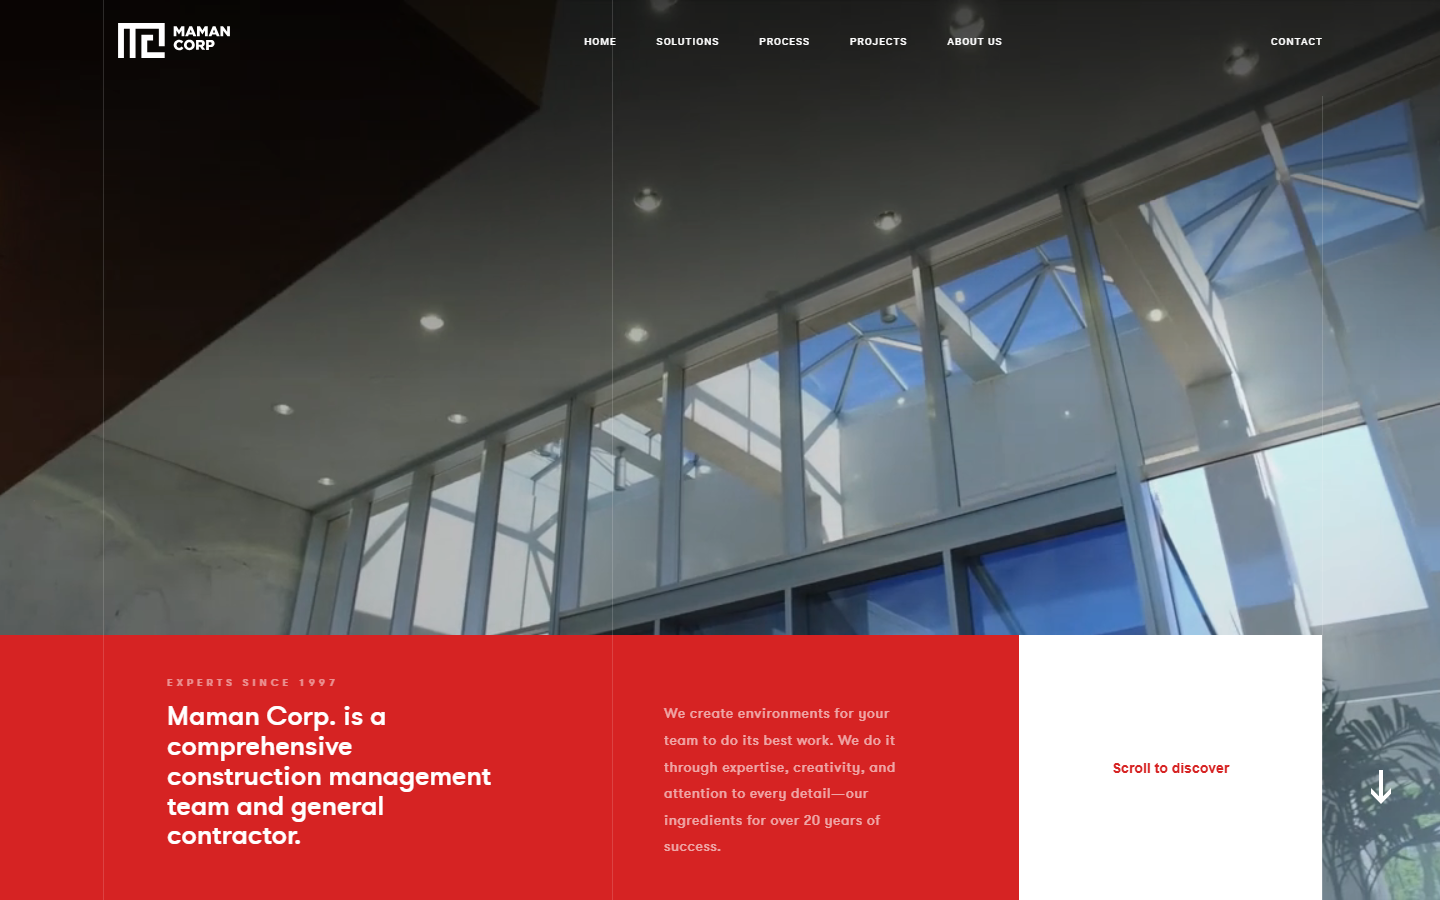 MAMAN
CORP
HOME
SOLUTIONS
PROCESS
PROJECTS
ABOUT US
CONTACT
EXPERTS SINCE 1997
Maman Corp. is a
comprehensive
construction management
team and general
contractor.
We create environments for your
team to do its best work. We do it
through expertise, creativity, and
attention to every detail—our
ingredients for over 20 years of
success.
Scroll to discover